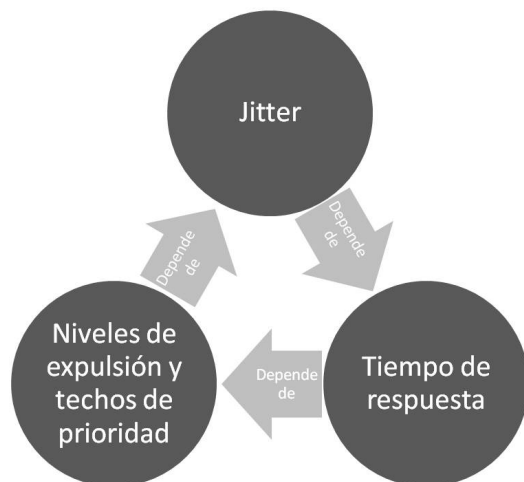 Jitter
Depende
de
Depende
de
Niveles de
expulsión y
techos de
prioridad
Depende
de
Tiempo de
respuesta